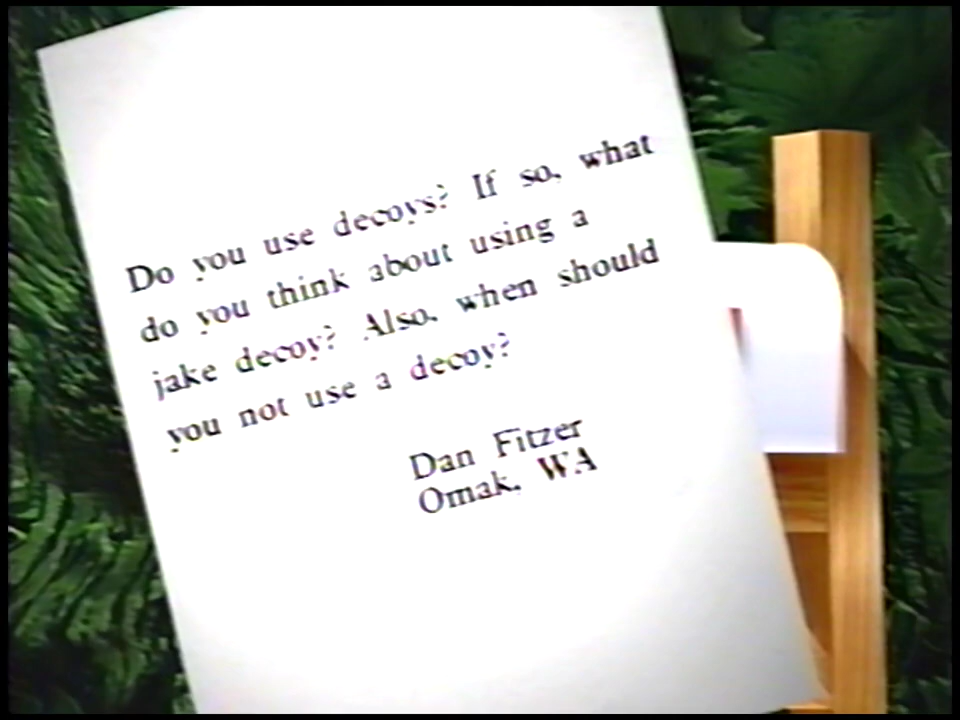 Do you use decoys? If so, what
do you think about using a
jake decoy? Also, when should
you not use a decoy?
Dan Fitzer
Omak, WA